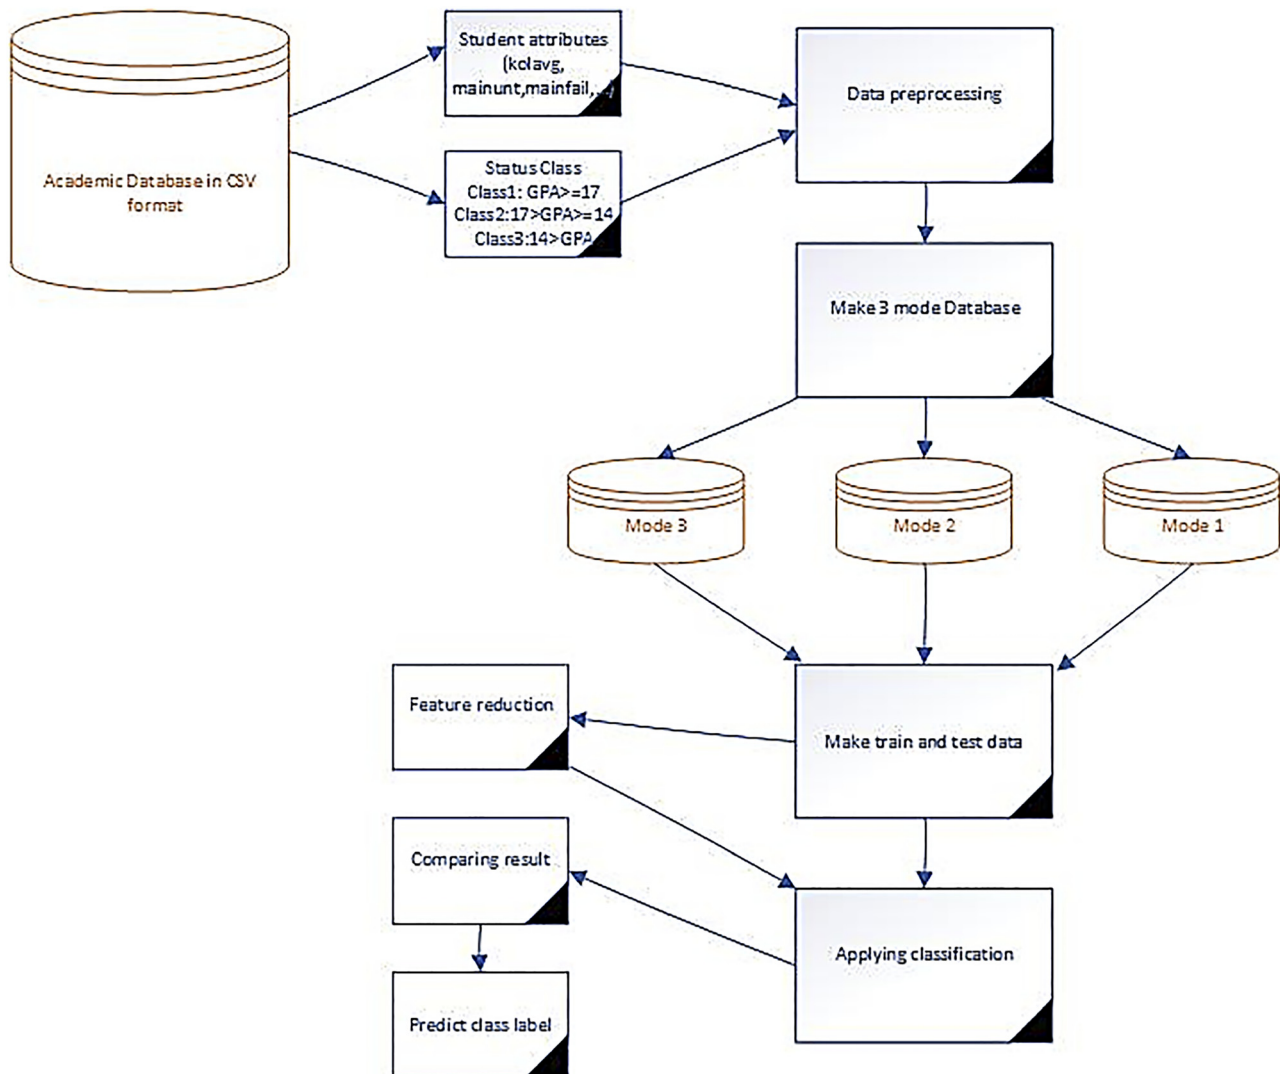 Student attributes
(kolavg,
mainunt,mainfail,...)
Data preprocessing
Academic Database in CSV
format
Status Class
Class1: GPA>=17
Class2:17>GPA>=14
Class3:14>GPA
Make 3 mode Database
Mode 3
Mode 2
Mode 1
Feature reduction
Make train and test data
Comparing result
Applying classification
Predict class label